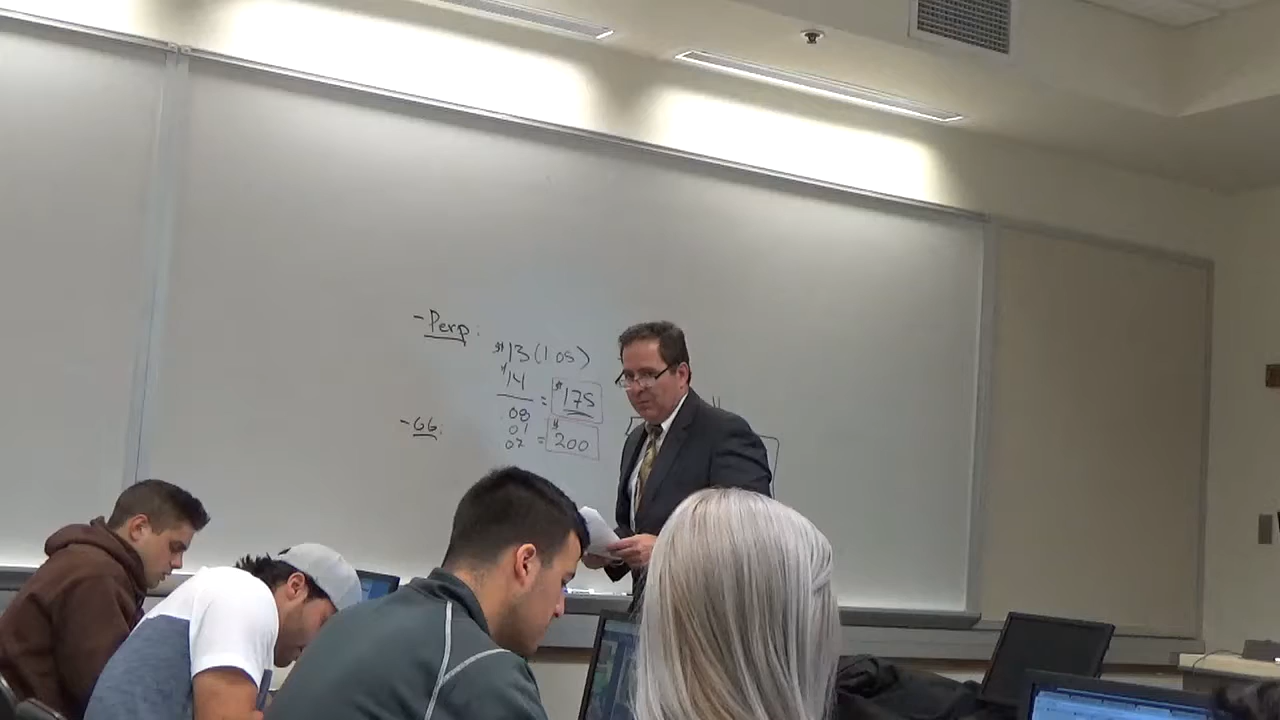 - Perp:
$13 (1.05)
$14 = $175
.08
- GG:
.01
.07 = $200